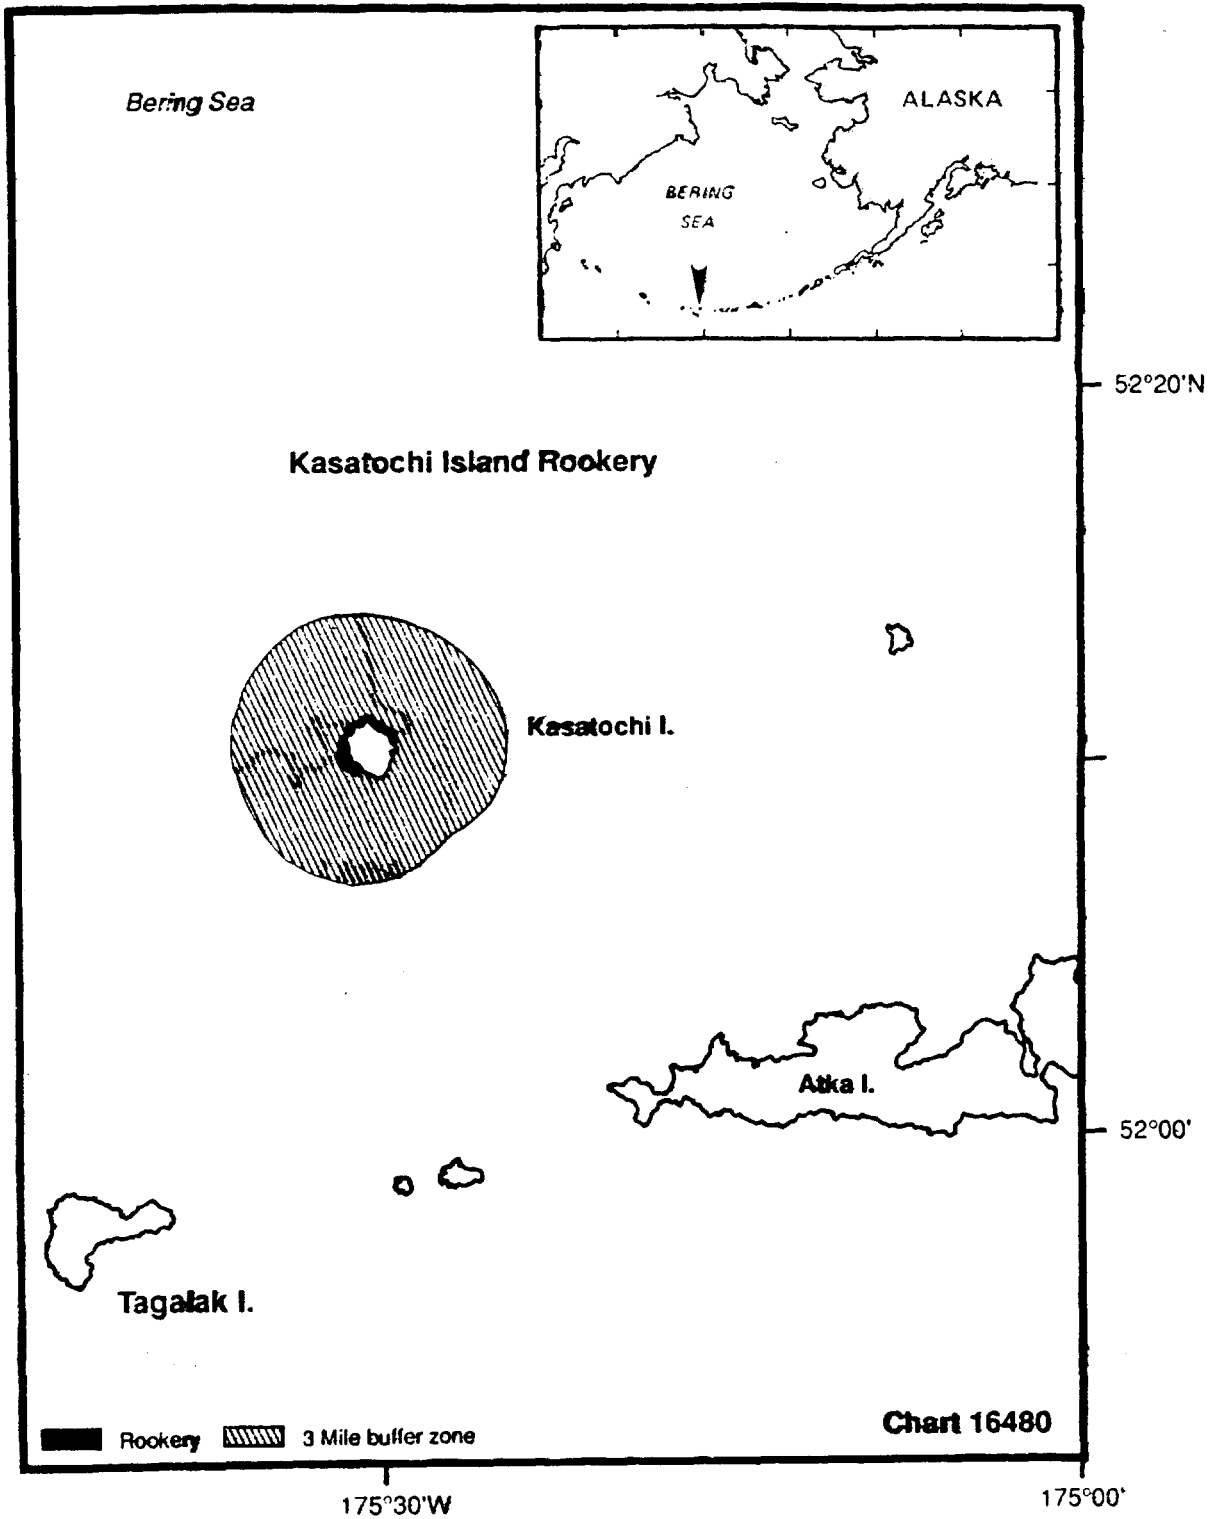 Bering Sea
ALASKA
BERING
SEA
52°20'N
Kasatochi Island Rookery
Kasatochi I.
Atka I.
52°00'
Tagalak I.
Chart 16480
Rookery
3 Mile buffer zone
175°30'W
175°00'